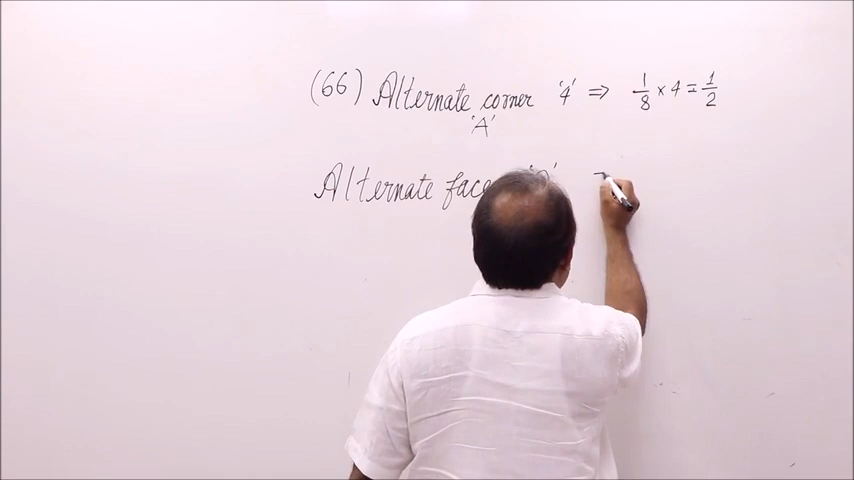 (66) Alternate corner '4' ⇒ 1/8 × 4 = 1/2
'A'
Alternate face